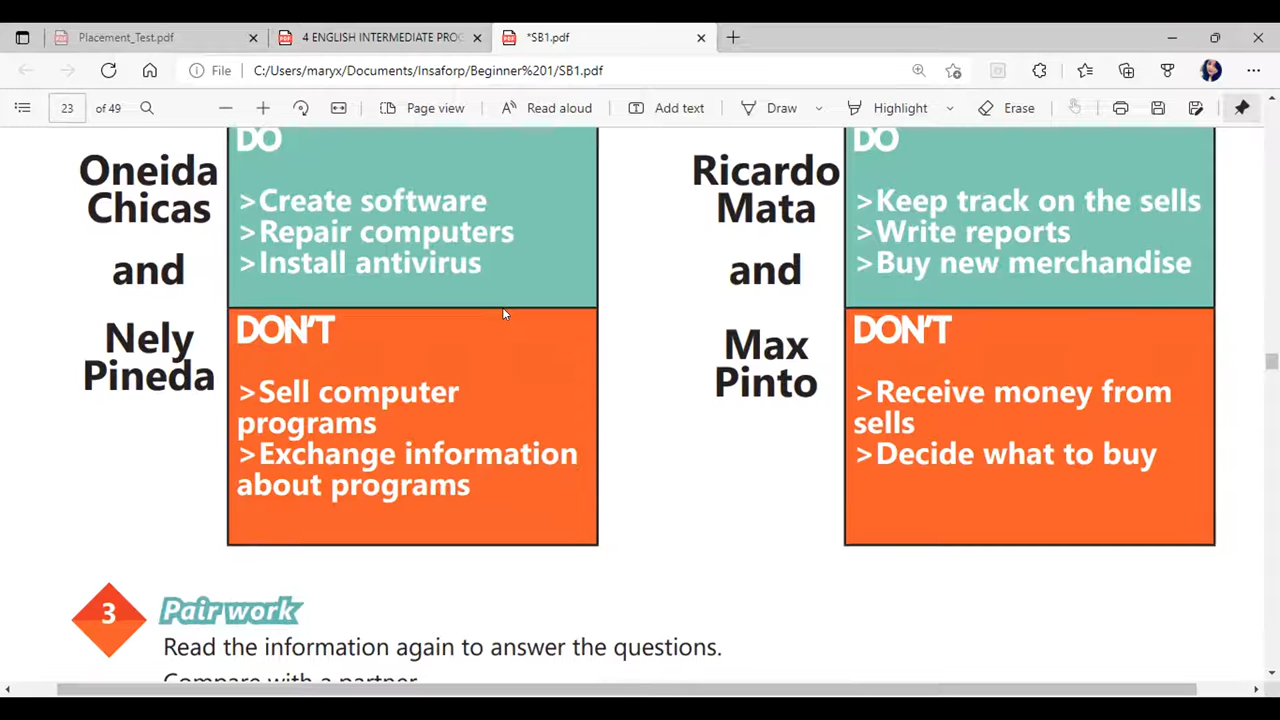 Placement_Test.pdf
4 ENGLISH INTERMEDIATE PROG
*SB1.pdf
File
C:/Users/maryx/Documents/Insaforp/Beginner%201/SB1.pdf
23
of 49
Page view
Read aloud
Add text
Draw
Highlight
Erase
Oneida
Chicas
and
Nely
Pineda
DO
>Create software
>Repair computers
>Install antivirus
DON'T
>Sell computer
programs
>Exchange information
about programs
Ricardo
Mata
and
Max
Pinto
DO
>Keep track on the sells
>Write reports
>Buy new merchandise
DON'T
>Receive money from
sells
>Decide what to buy
3
Pair work
Read the information again to answer the questions.
Compare with a partner